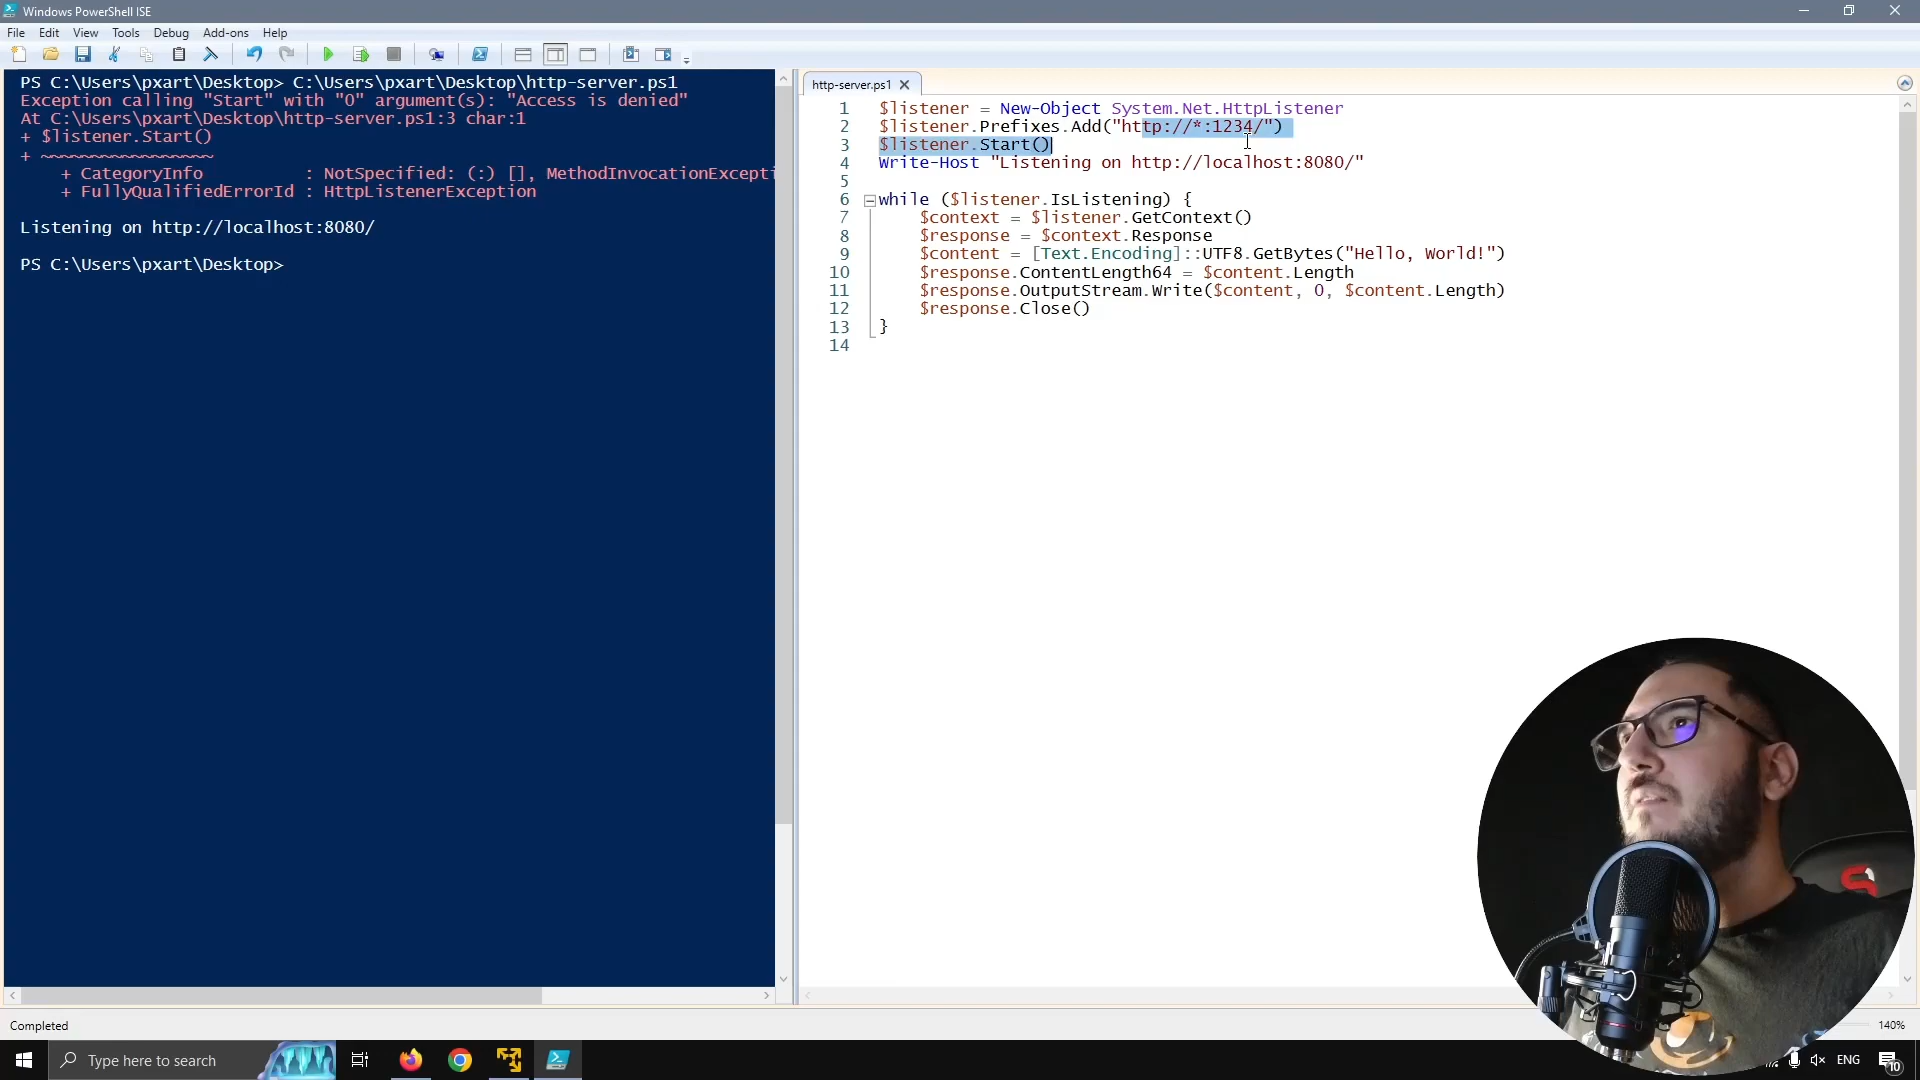 Windows PowerShell ISE
File Edit View Tools Debug Add-ons Help
PS C:\Users\pxart\Desktop> C:\Users\pxart\Desktop\http-server.ps1
Exception calling "Start" with "0" argument(s): "Access is denied"
At C:\Users\pxart\Desktop\http-server.ps1:3 char:1
+ $listener.Start()
+ ~~~~~~~~~~~~~~~~~
    + CategoryInfo          : NotSpecified: (:) [], MethodInvocationExcepti
    + FullyQualifiedErrorId : HttpListenerException
Listening on http://localhost:8080/
PS C:\Users\pxart\Desktop>
http-server.ps1
1 $listener = New-Object System.Net.HttpListener
2 $listener.Prefixes.Add("http://*:1234/")
3 $listener.Start()
4 Write-Host "Listening on http://localhost:8080/"
5
6 while ($listener.IsListening) {
7     $context = $listener.GetContext()
8     $response = $context.Response
9     $content = [Text.Encoding]::UTF8.GetBytes("Hello, World!")
10     $response.ContentLength64 = $content.Length
11     $response.OutputStream.Write($content, 0, $content.Length)
12     $response.Close()
13 }
14
Completed
140%
Type here to search
ENG
10